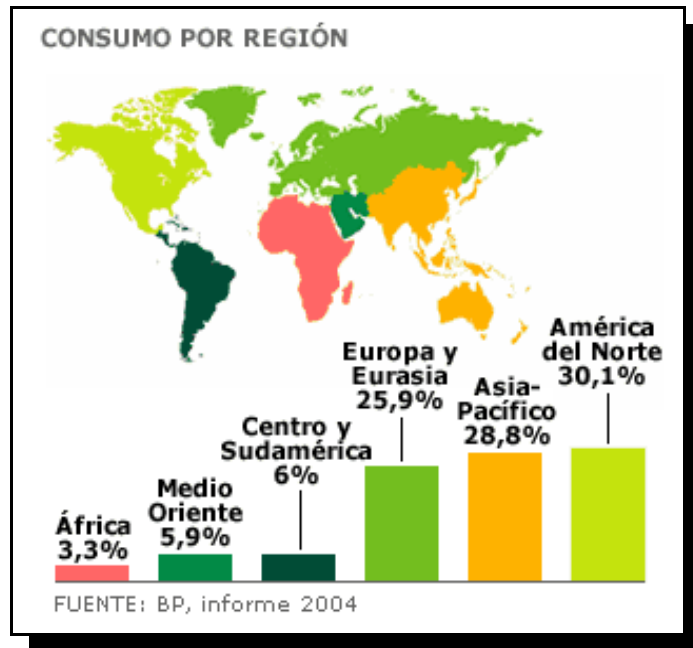 CONSUMO POR REGIÓN
África
3,3%
Medio
Oriente
5,9%
Centro y
Sudamérica
6%
Europa y
Eurasia
25,9%
Asia-
Pacífico
28,8%
América
del Norte
30,1%
FUENTE: BP, informe 2004